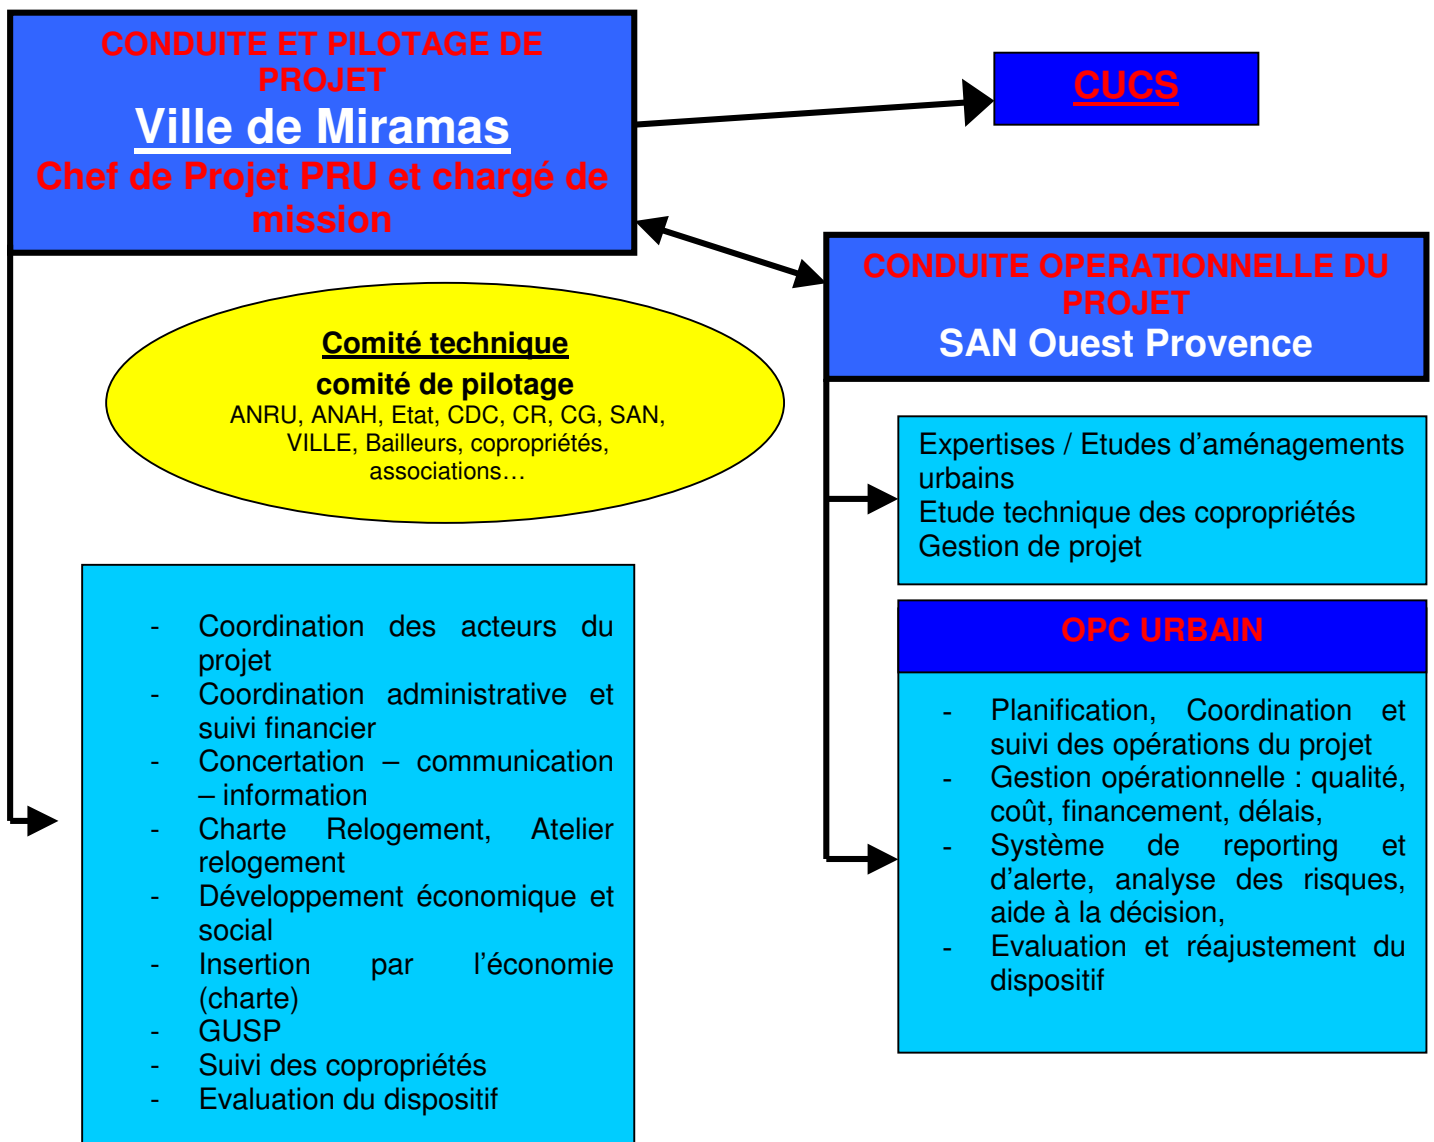 CONDUITE ET PILOTAGE DE
PROJET
Ville de Miramas
Chef de Projet PRU et chargé de
mission
CUCS
CONDUITE OPERATIONNELLE DU
PROJET
SAN Ouest Provence
Comité technique
comité de pilotage
ANRU, ANAH, Etat, CDC, CR, CG, SAN,
VILLE, Bailleurs, copropriétés,
associations…
Expertises / Etudes d’aménagements
urbains
Etude technique des copropriétés
Gestion de projet
- Coordination des acteurs du
projet
- Coordination administrative et
suivi financier
- Concertation – communication
– information
- Charte Relogement, Atelier
relogement
- Développement économique et
social
- Insertion par l’économie
(charte)
- GUSP
- Suivi des copropriétés
- Evaluation du dispositif
OPC URBAIN
- Planification, Coordination et
suivi des opérations du projet
- Gestion opérationnelle : qualité,
coût, financement, délais,
- Système de reporting et
d’alerte, analyse des risques,
aide à la décision,
- Evaluation et réajustement du
dispositif